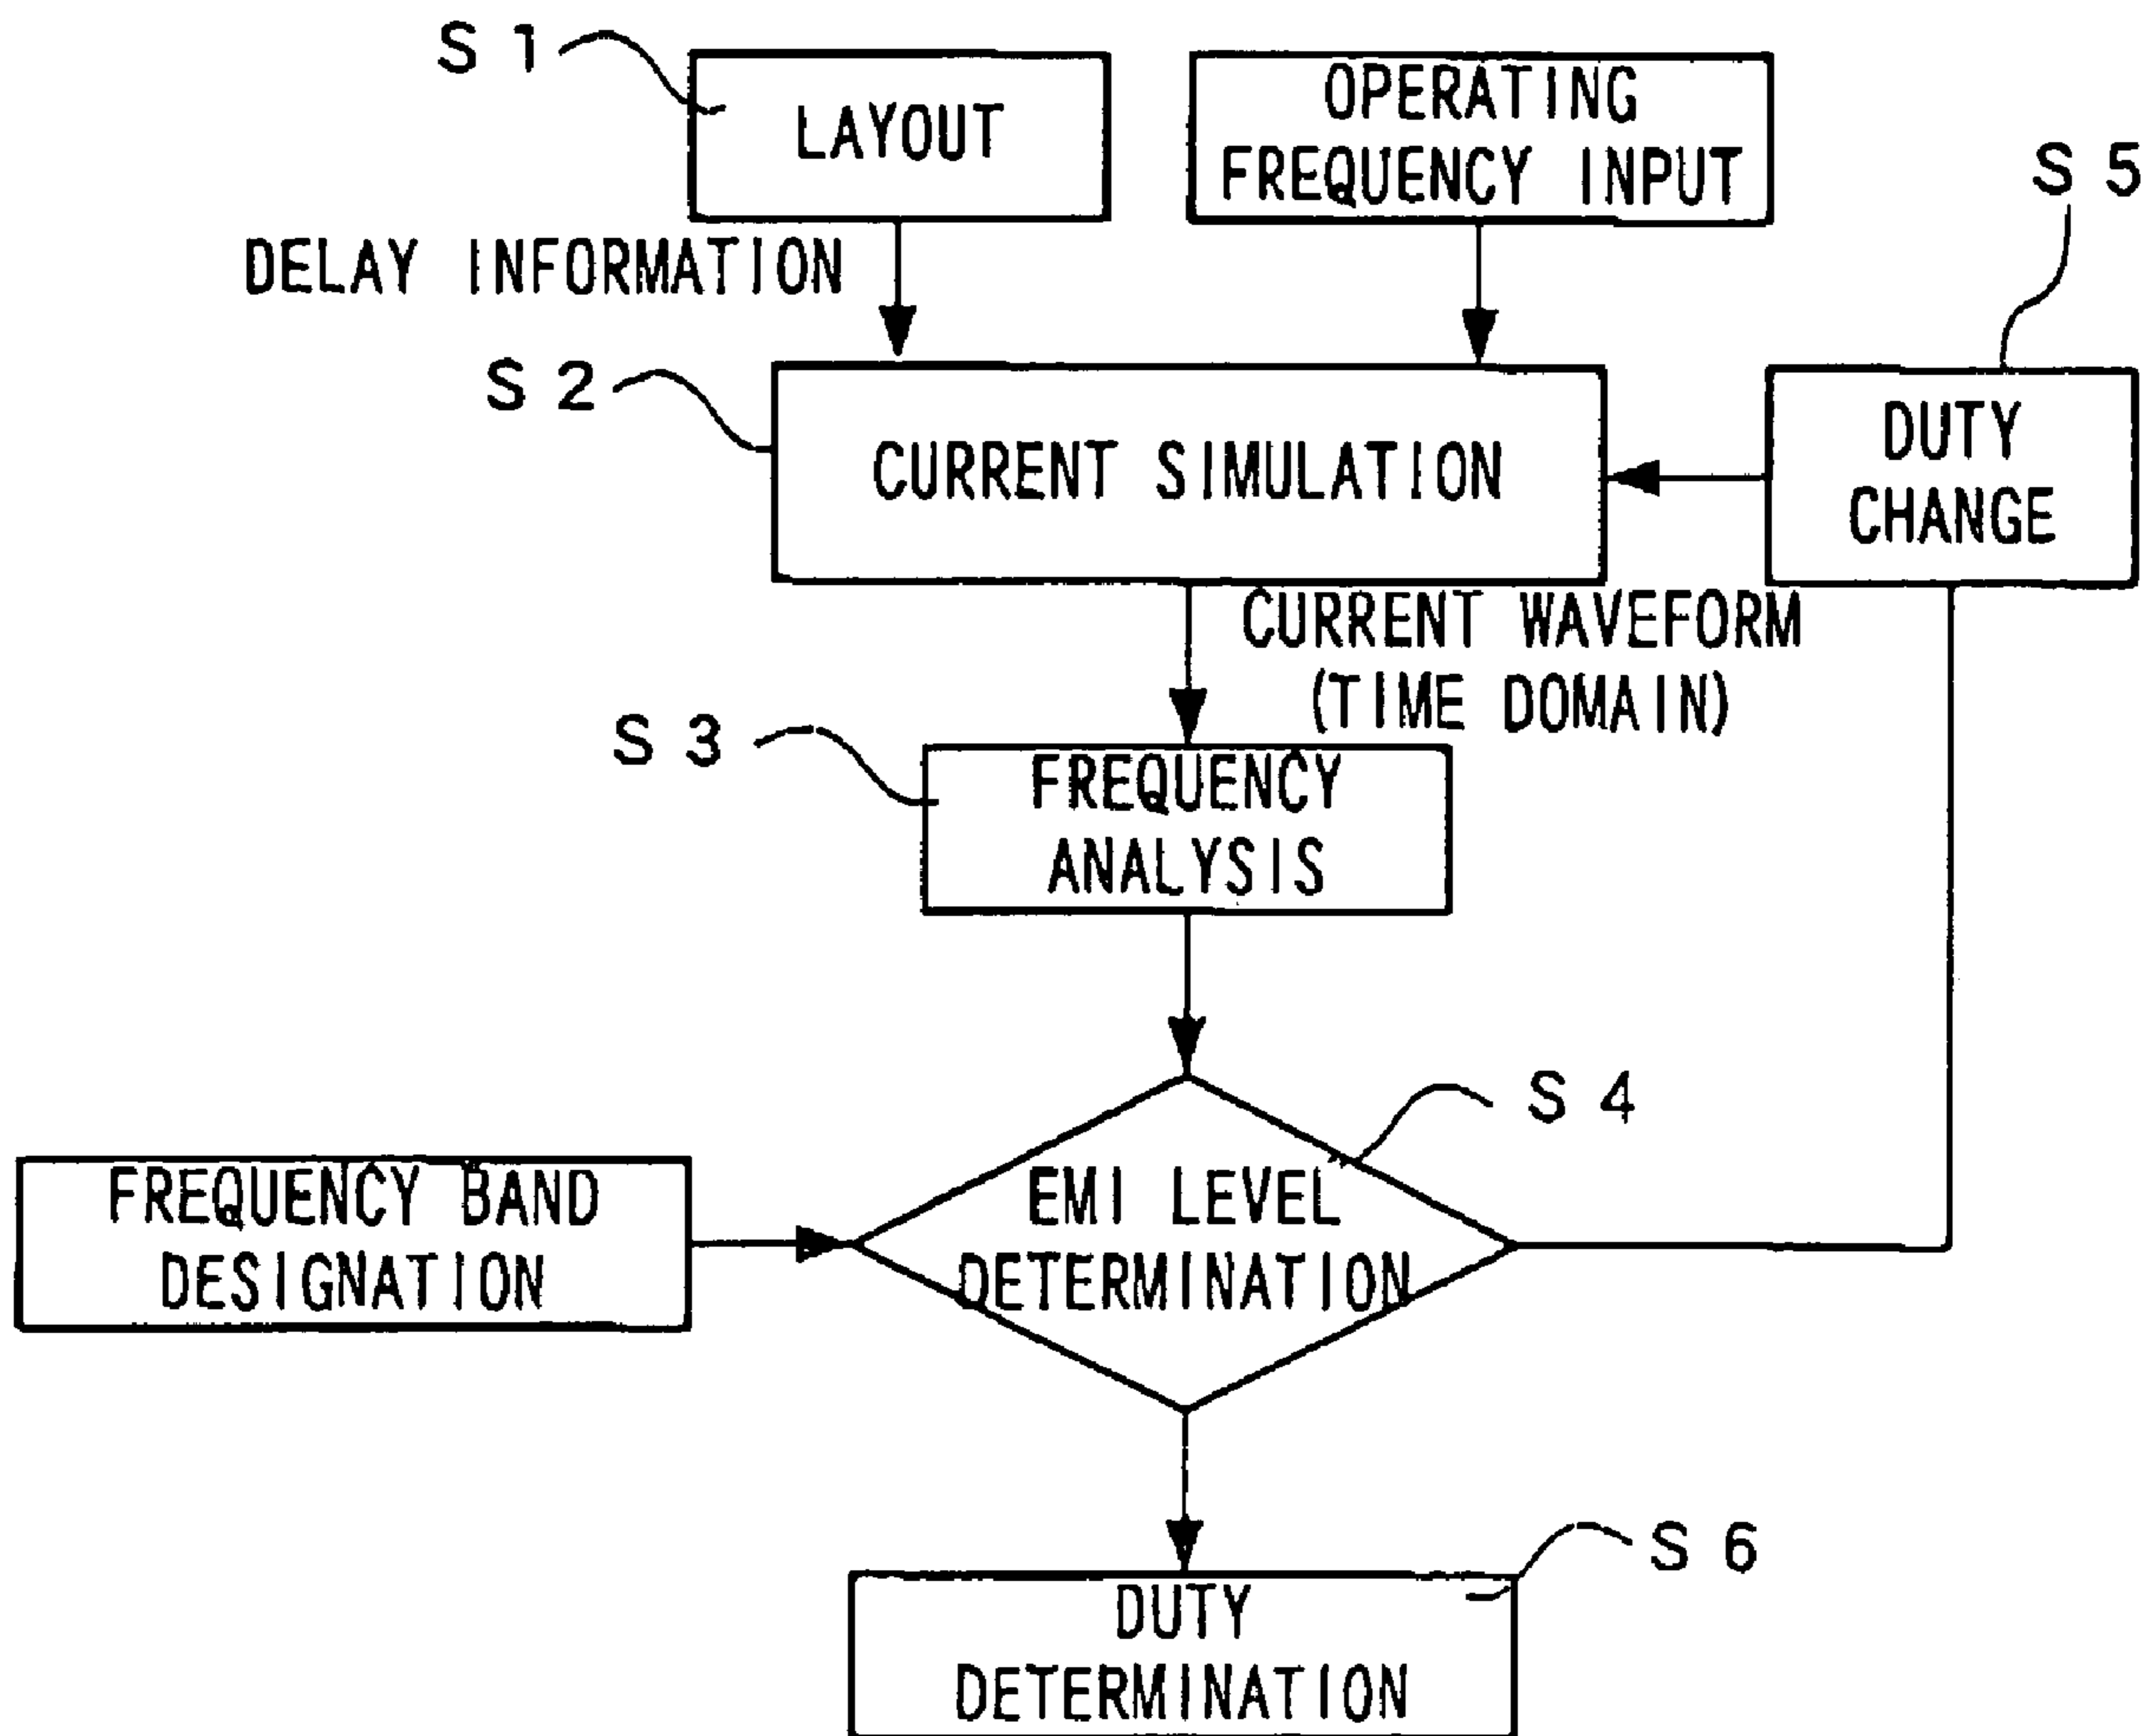 S 1
LAYOUT
OPERATING
FREQUENCY INPUT
S 5
DELAY INFORMATION
S 2
CURRENT SIMULATION
DUTY
CHANGE
CURRENT WAVEFORM
(TIME DOMAIN)
S 3
FREQUENCY
ANALYSIS
S 4
FREQUENCY BAND
DESIGNATION
EMI LEVEL
DETERMINATION
S 6
DUTY
DETERMINATION